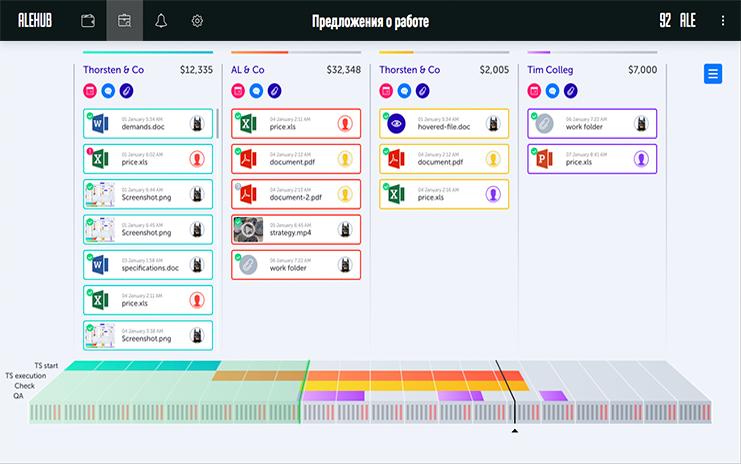 ALEHUB Предложения о работе 92 ALE
Thorsten & Co $12,335
AL & Co $32,348
Thorsten & Co $2,005
Tim Colleg $7,000
01 January 5:34 AM
demands.doc
01 January 6:02 AM
price.xls
01 January 6:44 AM
Screenshot.png
01 January 6:45 AM
Screenshot.png
03 January 1:58 AM
specifications.doc
04 January 2:11 AM
price.xls
04 January 3:38 AM
Screenshot.png
04 January 2:11 AM
price.xls
04 January 2:13 AM
document.pdf
04 January 2:13 AM
document-2.pdf
05 January 6:45 AM
strategy.mp4
06 January 7:22 AM
work folder
01 January 5:34 AM
hovered-file.doc
04 January 2:12 AM
document.pdf
04 January 2:16 AM
price.xls
06 January 7:22 AM
work folder
07 January 8:41 AM
price.xls
TS start
TS execution
Check
QA